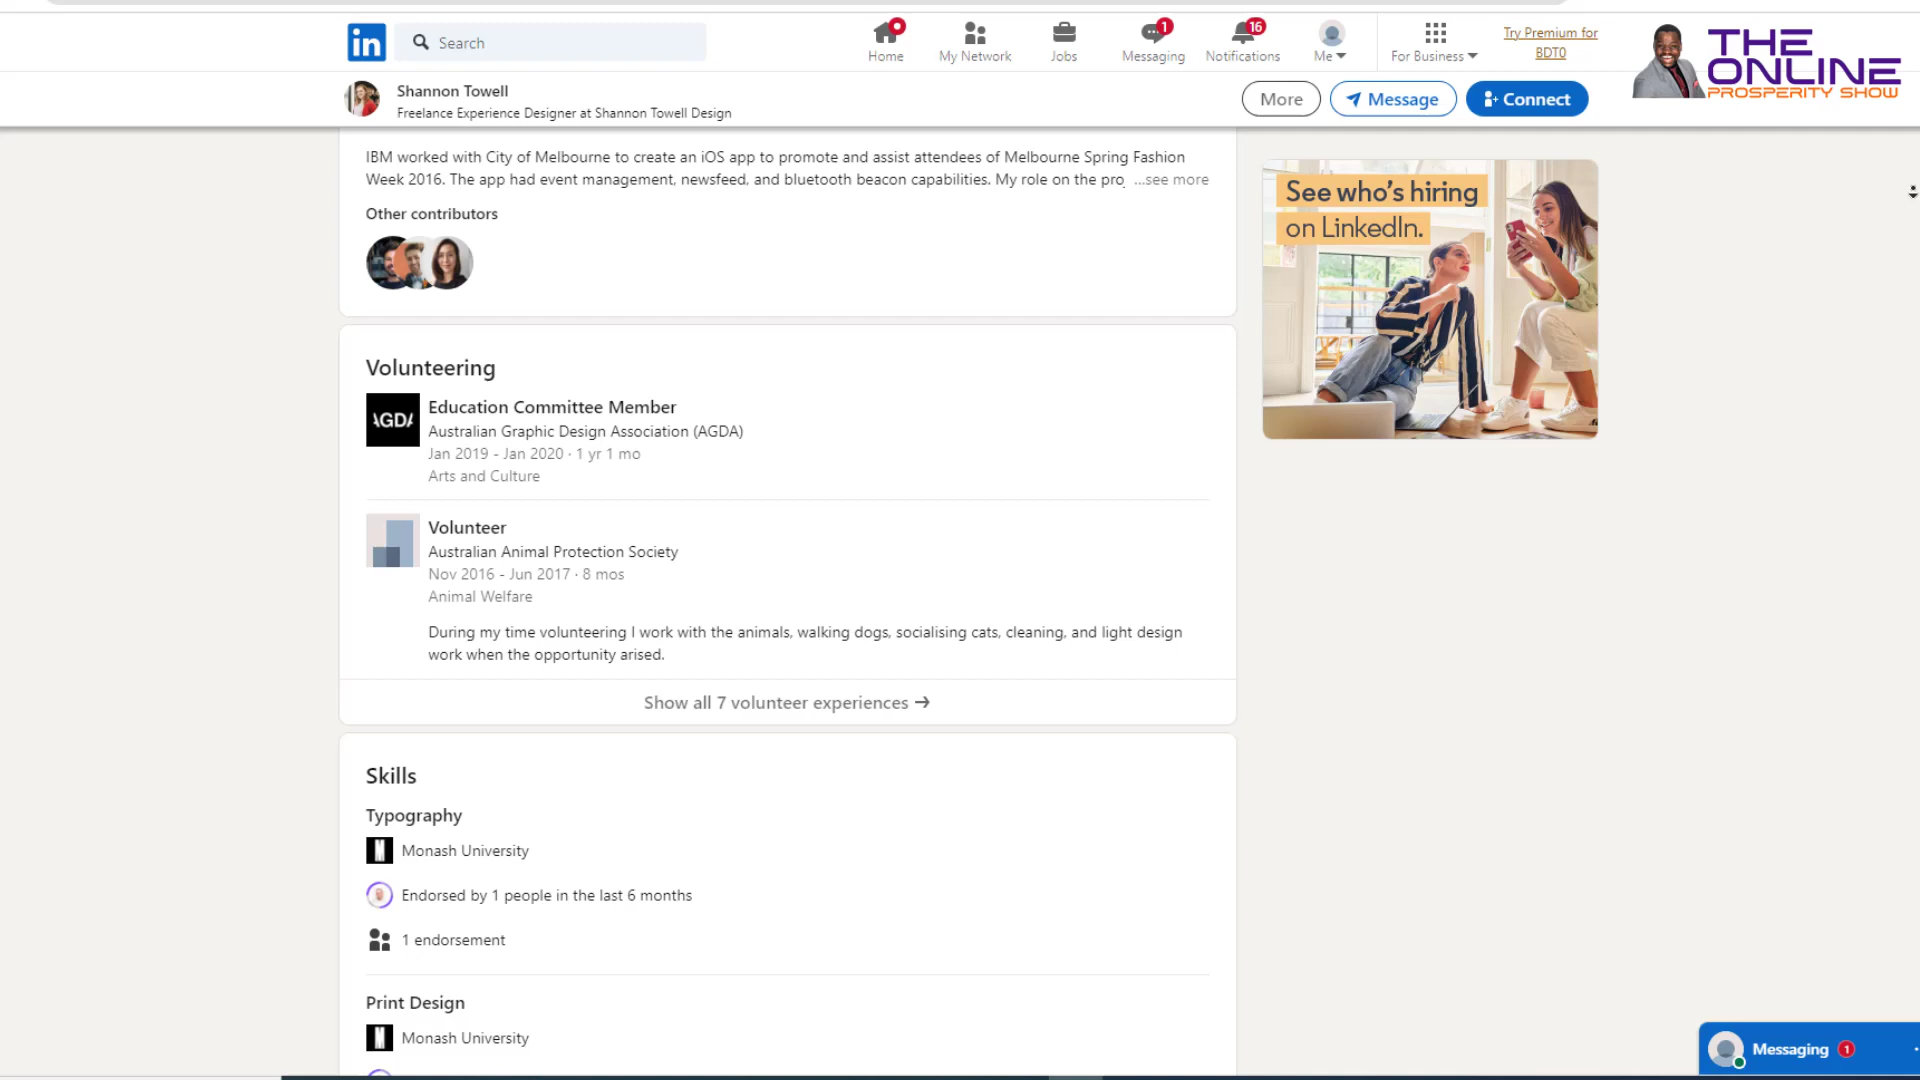 in
Search
Home
My Network
Jobs
1
Messaging
16
Notifications
Me
For Business
Try Premium for
BDT0
THE
ONLINE
PROSPERITY SHOW
Shannon Towell
Freelance Experience Designer at Shannon Towell Design
More
Message
Connect
IBM worked with City of Melbourne to create an iOS app to promote and assist attendees of Melbourne Spring Fashion
Week 2016. The app had event management, newsfeed, and bluetooth beacon capabilities. My role on the pro ...see more
Other contributors
See who's hiring
on LinkedIn.
Volunteering
AGDA
Education Committee Member
Australian Graphic Design Association (AGDA)
Jan 2019 - Jan 2020 · 1 yr 1 mo
Arts and Culture
Volunteer
Australian Animal Protection Society
Nov 2016 - Jun 2017 · 8 mos
Animal Welfare
During my time volunteering I work with the animals, walking dogs, socialising cats, cleaning, and light design
work when the opportunity arised.
Show all 7 volunteer experiences →
Skills
Typography
Monash University
Endorsed by 1 people in the last 6 months
1 endorsement
Print Design
Monash University
Messaging 1